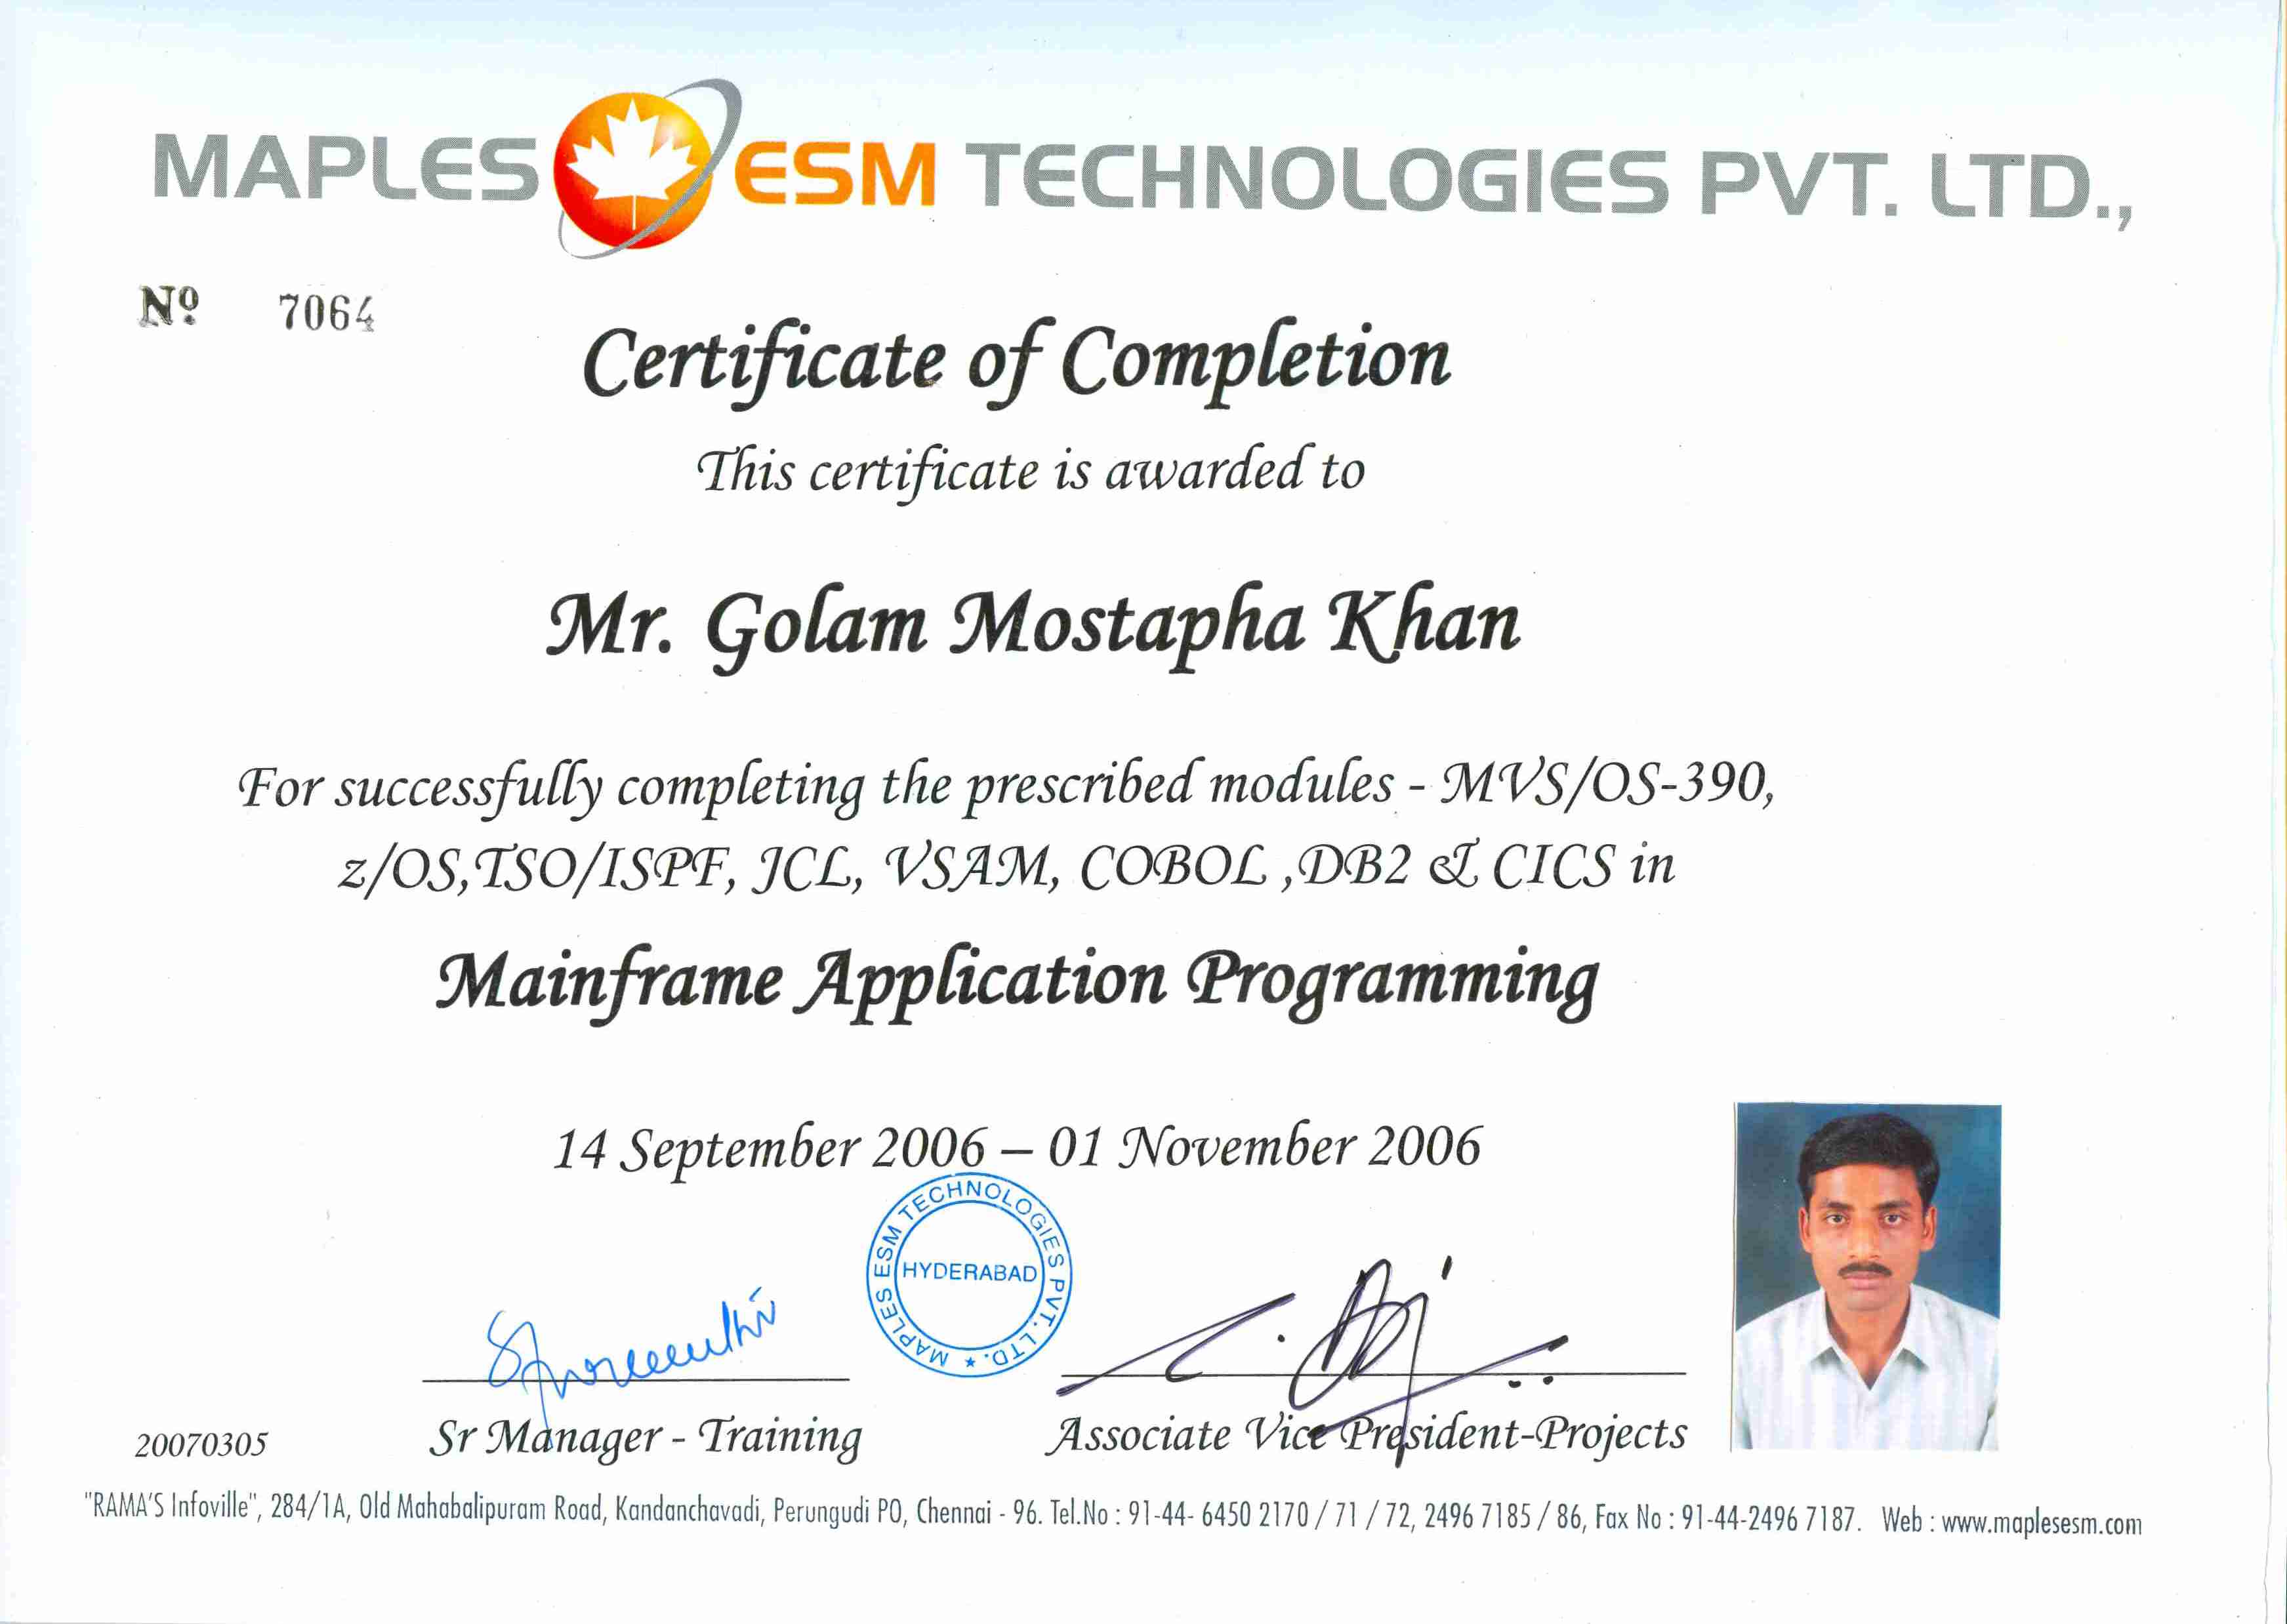 MAPLES ESM TECHNOLOGIES PVT. LTD.,
Nº 7064
Certificate of Completion
This certificate is awarded to
Mr. Golam Mostapha Khan
For successfully completing the prescribed modules - MVS/OS-390,
z/OS,TSO/ISPF, JCL, VSAM, COBOL ,DB2 & CICS in
Mainframe Application Programming
14 September 2006 – 01 November 2006
MAPLES ESM TECHNOLOGIES PVT. LTD. ★
HYDERABAD
Sr Manager - Training
Associate Vice President-Projects
20070305
"RAMA'S Infoville", 284/1A, Old Mahabalipuram Road, Kandanchavadi, Perungudi PO, Chennai - 96. Tel.No : 91-44- 6450 2170 / 71 / 72, 2496 7185 / 86, Fax No : 91-44-2496 7187. Web : www.maplesesm.com